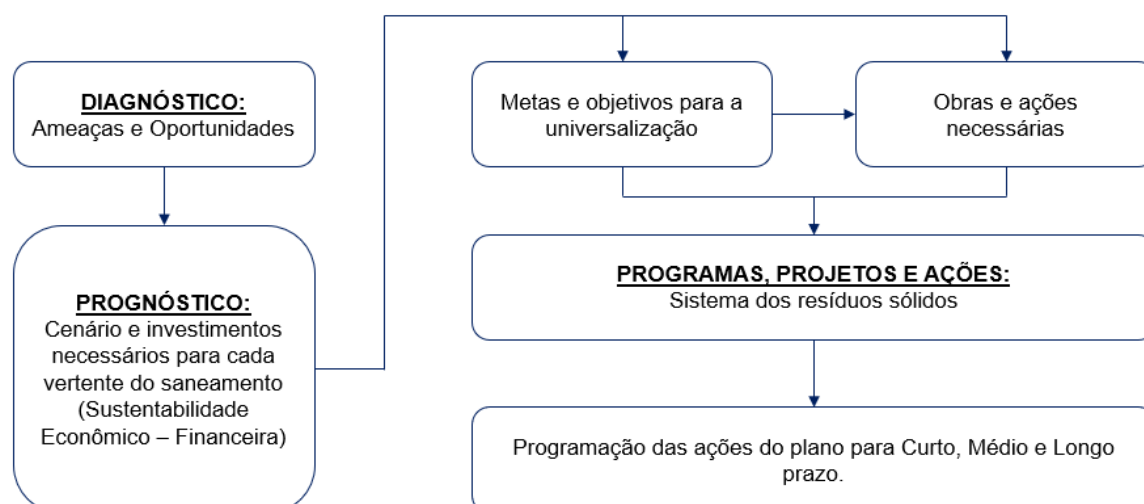 DIAGNÓSTICO:
Ameaças e Oportunidades
PROGNÓSTICO:
Cenário e investimentos
necessários para cada
vertente do saneamento
(Sustentabilidade
Econômico – Financeira)
Metas e objetivos para a
universalização
Obras e ações
necessárias
PROGRAMAS, PROJETOS E AÇÕES:
Sistema dos resíduos sólidos
Programação das ações do plano para Curto, Médio e Longo
prazo.